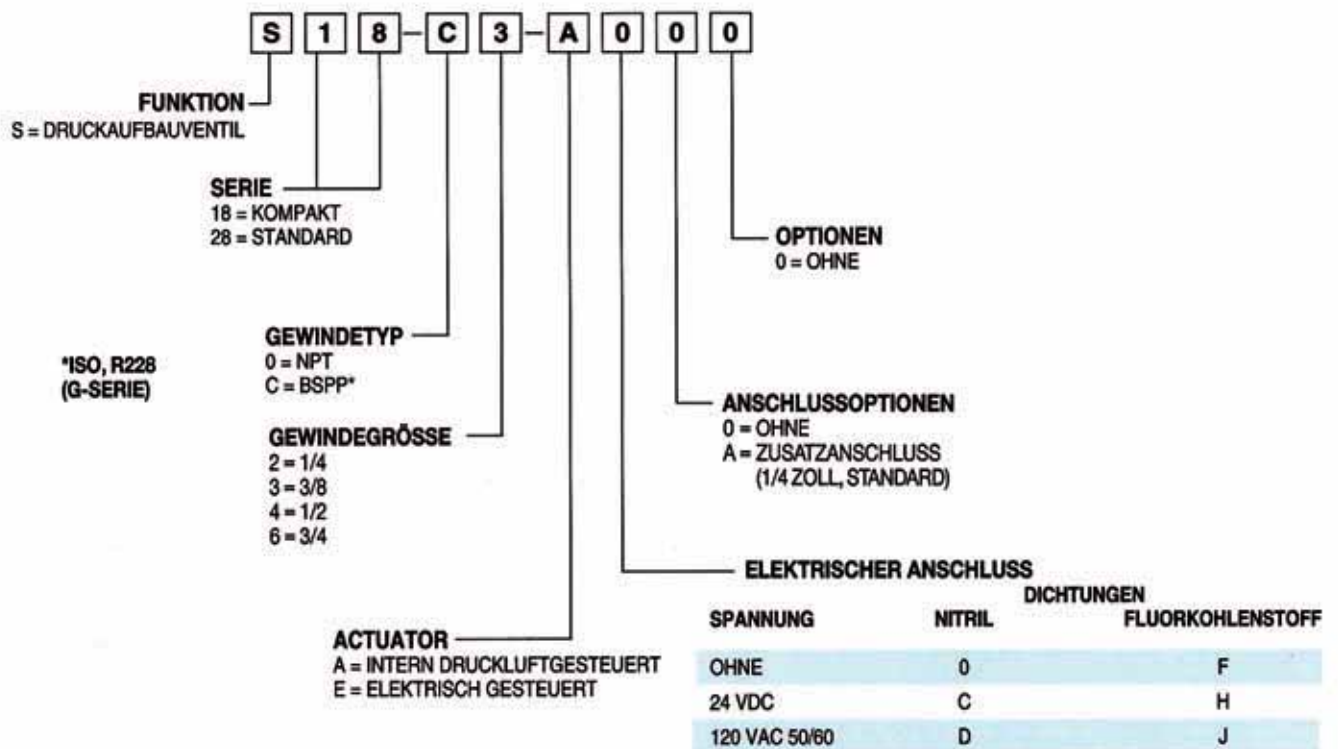 S 1 8 - C 3 - A 0 0 0
FUNKTION
S = DRUCKAUFBAUVENTIL
SERIE
18 = KOMPAKT
28 = STANDARD
OPTIONEN
0 = OHNE
GEWINDETYP
0 = NPT
C = BSPP*
*ISO, R228
(G-SERIE)
ANSCHLUSSOPTIONEN
0 = OHNE
A = ZUSATZANSCHLUSS
(1/4 ZOLL, STANDARD)
GEWINDEGRÖSSE
2 = 1/4
3 = 3/8
4 = 1/2
6 = 3/4
ELEKTRISCHER ANSCHLUSS
DICHTUNGEN
SPANNUNG NITRIL FLUORKOHLENSTOFF
OHNE 0 F
24 VDC C H
120 VAC 50/60 D J
ACTUATOR
A = INTERN DRUCKLUFTGESTEUERT
E = ELEKTRISCH GESTEUERT